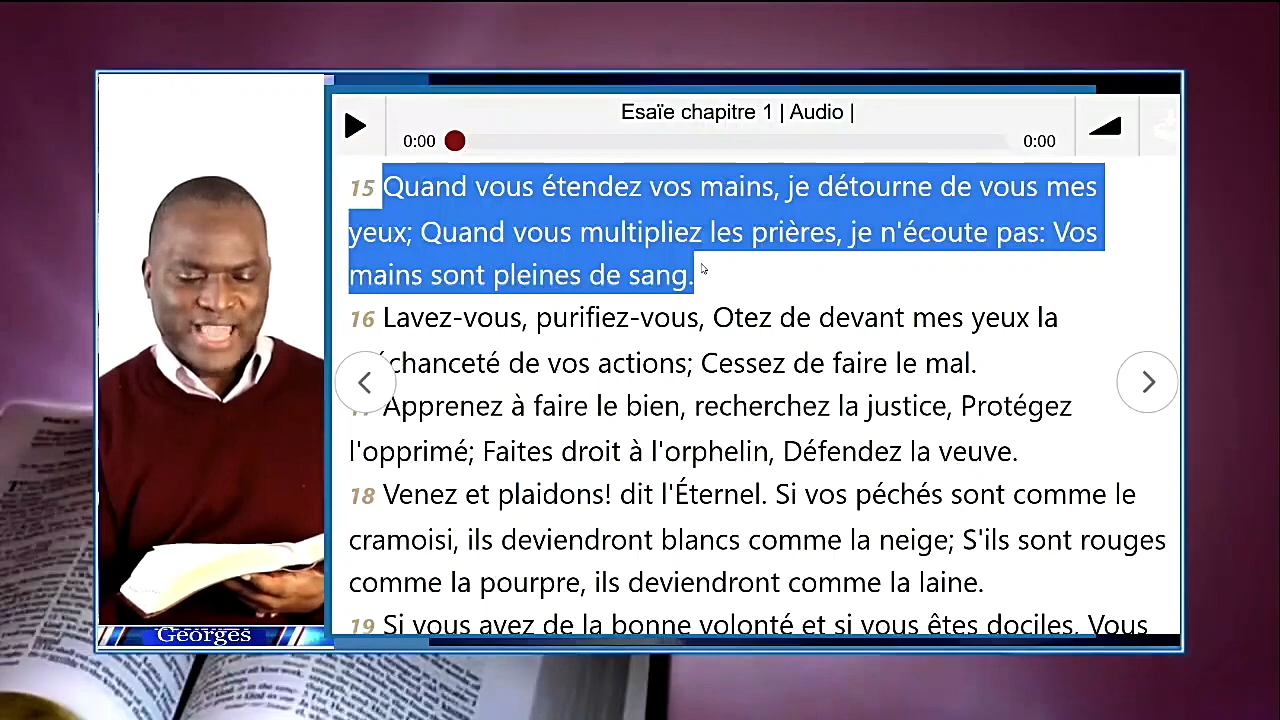 Esaïe chapitre 1 | Audio |
0:00
0:00
15 Quand vous étendez vos mains, je détourne de vous mes
yeux; Quand vous multipliez les prières, je n'écoute pas: Vos
mains sont pleines de sang.
16 Lavez-vous, purifiez-vous, Otez de devant mes yeux la
chanceté de vos actions; Cessez de faire le mal.
Apprenez à faire le bien, recherchez la justice, Protégez
l'opprimé; Faites droit à l'orphelin, Défendez la veuve.
18 Venez et plaidons! dit l'Éternel. Si vos péchés sont comme le
cramoisi, ils deviendront blancs comme la neige; S'ils sont rouges
comme la pourpre, ils deviendront comme la laine.
19 Si vous avez de la bonne volonté et si vous êtes dociles, Vous
Georges